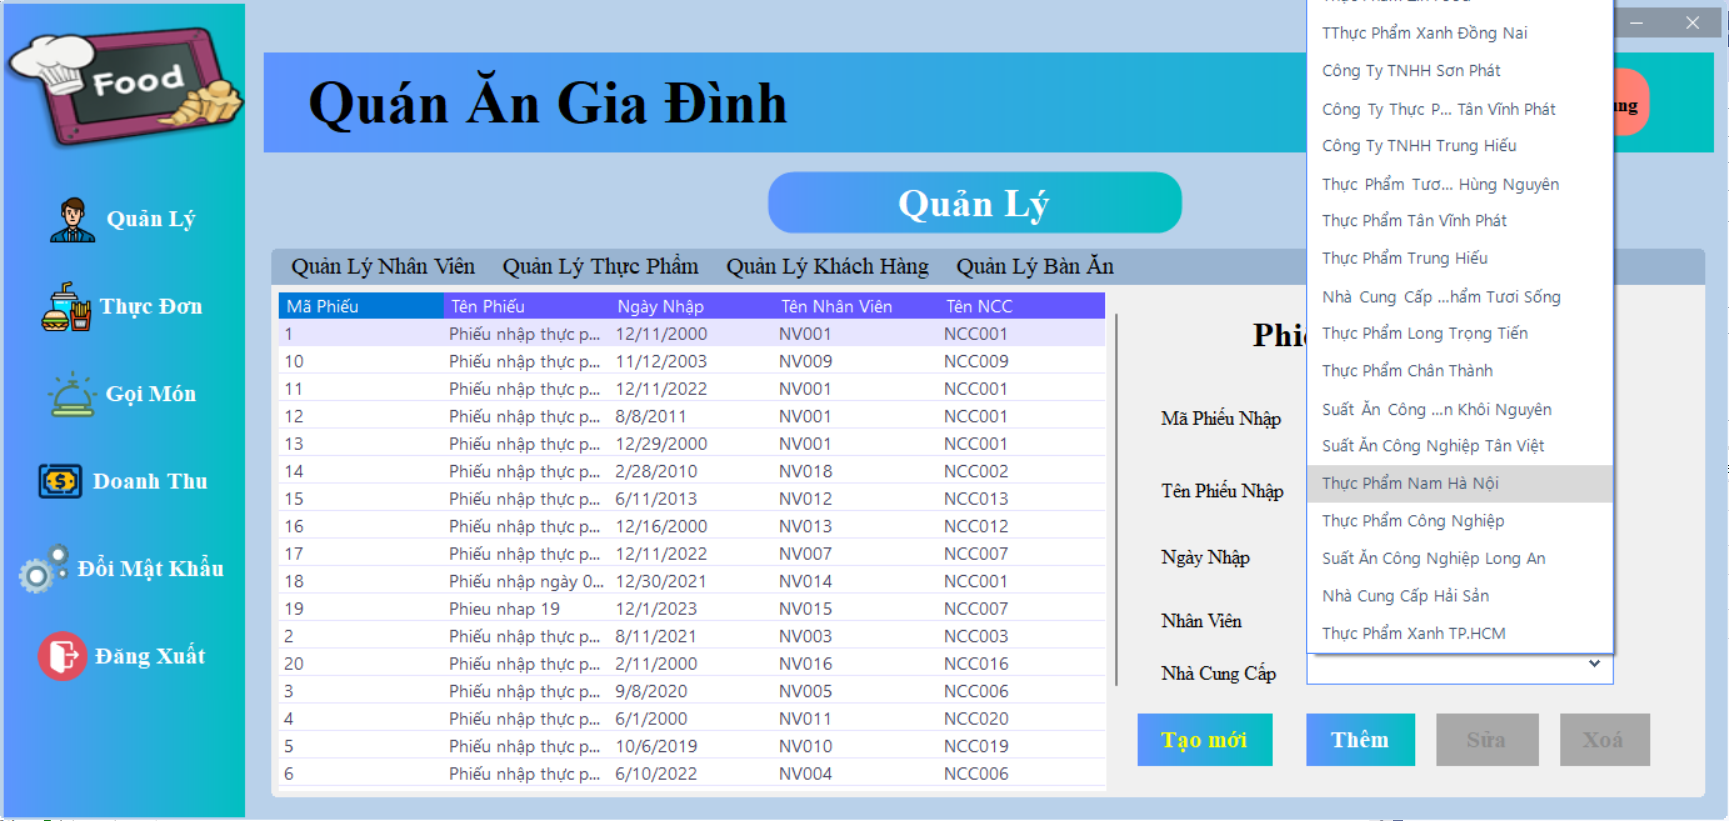 Food
Quản Lý
Thực Đơn
Gọi Món
Doanh Thu
Đổi Mật Khẩu
Đăng Xuất
Quán Ăn Gia Đình
Quản Lý
Quản Lý Nhân Viên Quản Lý Thực Phẩm Quản Lý Khách Hàng Quản Lý Bàn Ăn
Mã Phiếu Tên Phiếu Ngày Nhập Tên Nhân Viên Tên NCC
1 Phiếu nhập thực p... 12/11/2000 NV001 NCC001
10 Phiếu nhập thực p... 11/12/2003 NV009 NCC009
11 Phiếu nhập thực p... 12/11/2022 NV001 NCC001
12 Phiếu nhập thực p... 8/8/2011 NV001 NCC001
13 Phiếu nhập thực p... 12/29/2000 NV001 NCC001
14 Phiếu nhập thực p... 2/28/2010 NV018 NCC002
15 Phiếu nhập thực p... 6/11/2013 NV012 NCC013
16 Phiếu nhập thực p... 12/16/2000 NV013 NCC012
17 Phiếu nhập thực p... 12/11/2022 NV007 NCC007
18 Phiếu nhập ngày 0... 12/30/2021 NV014 NCC001
19 Phieu nhap 19 12/1/2023 NV015 NCC007
2 Phiếu nhập thực p... 8/11/2021 NV003 NCC003
20 Phiếu nhập thực p... 2/11/2000 NV016 NCC016
3 Phiếu nhập thực p... 9/8/2020 NV005 NCC006
4 Phiếu nhập thực p... 6/1/2000 NV011 NCC020
5 Phiếu nhập thực p... 10/6/2019 NV010 NCC019
6 Phiếu nhập thực p... 6/10/2022 NV004 NCC006
Mã Phiếu Nhập
Tên Phiếu Nhập
Ngày Nhập
Nhân Viên
Nhà Cung Cấp
TThực Phẩm Xanh Đồng Nai
Công Ty TNHH Sơn Phát
Công Ty Thực P... Tân Vĩnh Phát
Công Ty TNHH Trung Hiếu
Thực Phẩm Tươ... Hùng Nguyên
Thực Phẩm Tân Vĩnh Phát
Thực Phẩm Trung Hiếu
Nhà Cung Cấp ...hẩm Tươi Sống
Thực Phẩm Long Trọng Tiến
Thực Phẩm Chân Thành
Suất Ăn Công ...n Khôi Nguyên
Suất Ăn Công Nghiệp Tân Việt
Thực Phẩm Nam Hà Nội
Thực Phẩm Công Nghiệp
Suất Ăn Công Nghiệp Long An
Nhà Cung Cấp Hải Sản
Thực Phẩm Xanh TP.HCM
Tạo mới Thêm Sửa Xoá